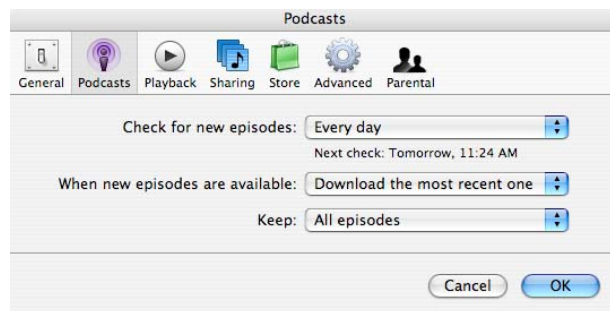 Podcasts
General Podcasts Playback Sharing Store Advanced Parental
Check for new episodes: Every day
Next check: Tomorrow, 11:24 AM
When new episodes are available: Download the most recent one
Keep: All episodes
Cancel OK